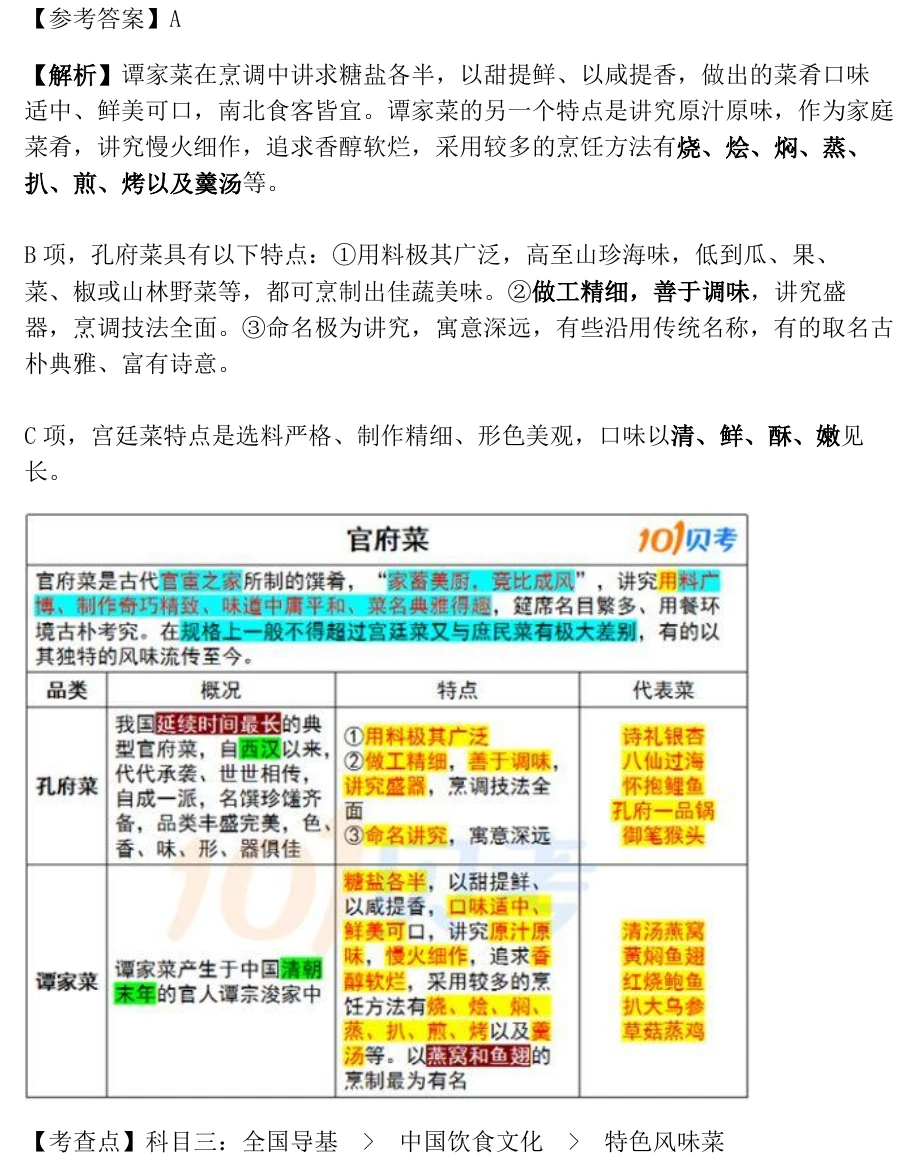 【参考答案】A
【解析】谭家菜在烹调中讲求糖盐各半，以甜提鲜、以咸提香，做出的菜肴口味
适中、鲜美可口，南北食客皆宜。谭家菜的另一个特点是讲究原汁原味，作为家庭
菜肴，讲究慢火细作，追求香醇软烂，采用较多的烹饪方法有烧、烩、焖、蒸、
扒、煎、烤以及羹汤等。
B 项，孔府菜具有以下特点：①用料极其广泛，高至山珍海味，低到瓜、果、
菜、椒或山林野菜等，都可烹制出佳蔬美味。②做工精细，善于调味，讲究盛
器，烹调技法全面。③命名极为讲究，寓意深远，有些沿用传统名称，有的取名古
朴典雅、富有诗意。
C 项，宫廷菜特点是选料严格、制作精细、形色美观，口味以清、鲜、酥、嫩见
长。
官府菜
101贝考
官府菜是古代官宦之家所制的馔肴，“家蓄美厨，竞比成风”，讲究用料广
博、制作奇巧精致、味道中庸平和、菜名典雅得趣，筵席名目繁多、用餐环
境古朴考究。在规格上一般不得超过宫廷菜又与庶民菜有极大差别，有的以
其独特的风味流传至今。
品类 概况 特点 代表菜
孔府菜
我国延续时间最长的典
型官府菜，自西汉以来，
代代承袭、世世相传，
自成一派，名馔珍馐齐
备，品类丰盛完美，色、
香、味、形、器俱佳
①用料极其广泛
②做工精细，善于调味，
讲究盛器，烹调技法全
面
③命名讲究，寓意深远
诗礼银杏
八仙过海
怀抱鲤鱼
孔府一品锅
御笔猴头
谭家菜
谭家菜产生于中国清朝
末年的官人谭宗浚家中
糖盐各半，以甜提鲜、
以咸提香，口味适中、
鲜美可口，讲究原汁原
味，慢火细作，追求香
醇软烂，采用较多的烹
饪方法有烧、烩、焖、
蒸、扒、煎、烤以及羹
汤等。以燕窝和鱼翅的
烹制最为有名
清汤燕窝
黄焖鱼翅
红烧鲍鱼
扒大乌参
草菇蒸鸡
101贝考
【考查点】科目三：全国导基 > 中国饮食文化 > 特色风味菜